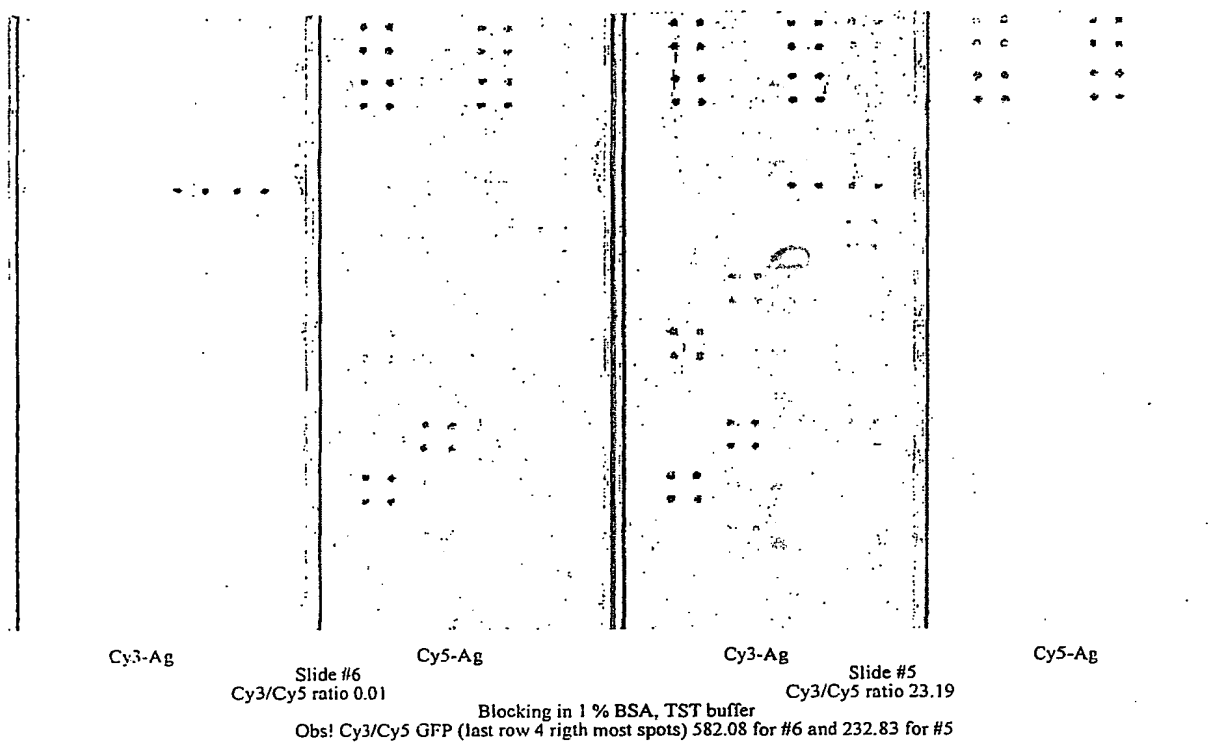 Cy3-Ag Cy5-Ag Cy3-Ag Cy5-Ag
Slide #6 Slide #5
Cy3/Cy5 ratio 0.01 Cy3/Cy5 ratio 23.19
Blocking in 1 % BSA, TST buffer
Obs! Cy3/Cy5 GFP (last row 4 rigth most spots) 582.08 for #6 and 232.83 for #5